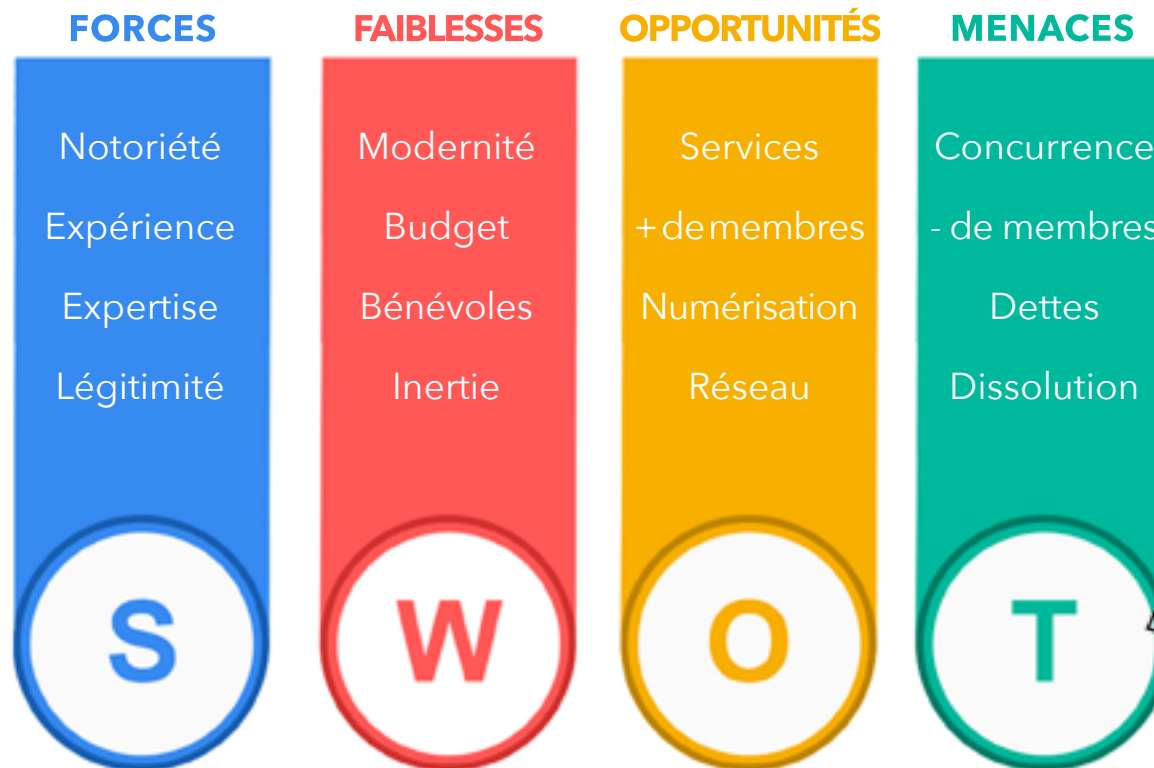 FORCES
Notoriété
Expérience
Expertise
Légitimité
S
FAIBLESSES
Modernité
Budget
Bénévoles
Inertie
W
OPPORTUNITÉS
Services
+ de membres
Numérisation
Réseau
O
MENACES
Concurrence
- de membres
Dettes
Dissolution
T